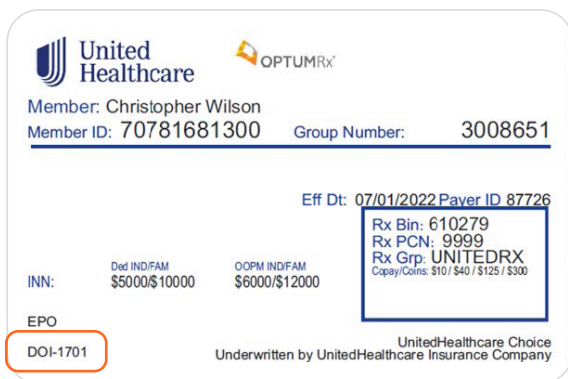 United
Healthcare
OPTUMRx
Member: Christopher Wilson
Member ID: 70781681300 Group Number: 3008651
Eff Dt: 07/01/2022 Payer ID 87726
Rx Bin: 610279
Rx PCN: 9999
Rx Grp: UNITEDRX
Copay/Coins: $10 / $40 / $125 / $300
Ded IND/FAM OOPM IND/FAM
INN: $5000/$10000 $6000/$12000
EPO
DOI-1701
UnitedHealthcare Choice
Underwritten by UnitedHealthcare Insurance Company